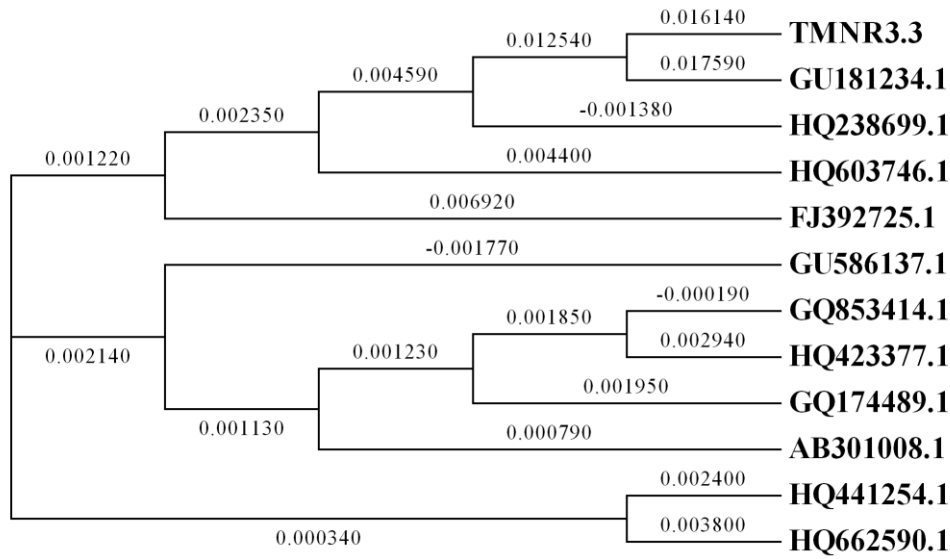 0.016140
TMNR3.3
0.012540
0.017590
GU181234.1
0.004590
-0.001380
HQ238699.1
0.002350
0.004400
HQ603746.1
0.001220
0.006920
FJ392725.1
-0.001770
GU586137.1
-0.000190
GQ853414.1
0.001850
0.002940
HQ423377.1
0.002140
0.001230
0.001950
GQ174489.1
0.001130
0.000790
AB301008.1
0.002400
HQ441254.1
0.000340
0.003800
HQ662590.1